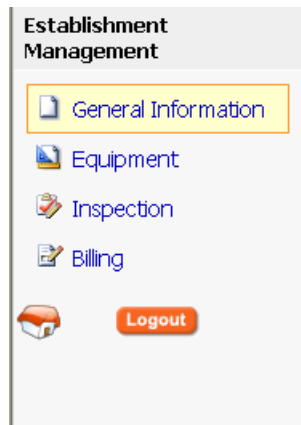 Establishment
Management
General Information
Equipment
Inspection
Billing
Logout